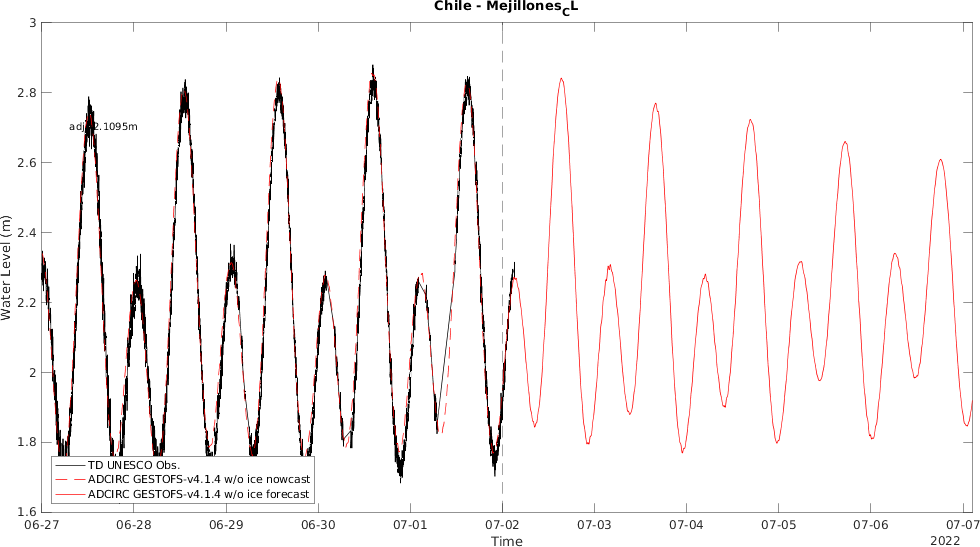 Chile - MejillonesCL
3
2.8
2.6
2.4
2.2
2
1.8
1.6
Water Level (m)
2.1095m
TD UNESCO Obs.
ADCIRC GESTOFS-v4.1.4 w/o ice nowcast
ADCIRC GESTOFS-v4.1.4 w/o ice forecast
06-27 06-28 06-29 06-30 07-01 07-02 07-03 07-04 07-05 07-06 07-07
Time
2022